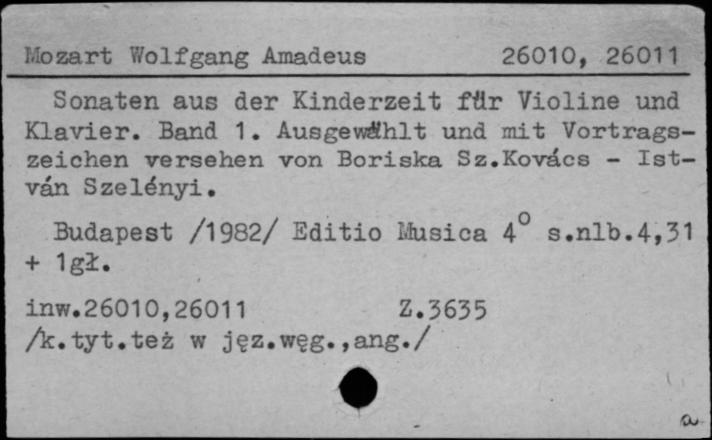 Mozart Wolfgang Amadeus 26010, 26011
Sonaten aus der Kinderzeit für Violine und
Klavier. Band 1. Ausgewählt und mit Vortrags-
zeichen versehen von Boriska Sz.Kovács - Ist-
ván Szelényi.
Budapest /1982/ Editio Musica 4° s.nlb.4,31
+ 1gł.
inw.26010,26011 Z.3635
/k.tyt.też w jęz.węg.,ang./
a